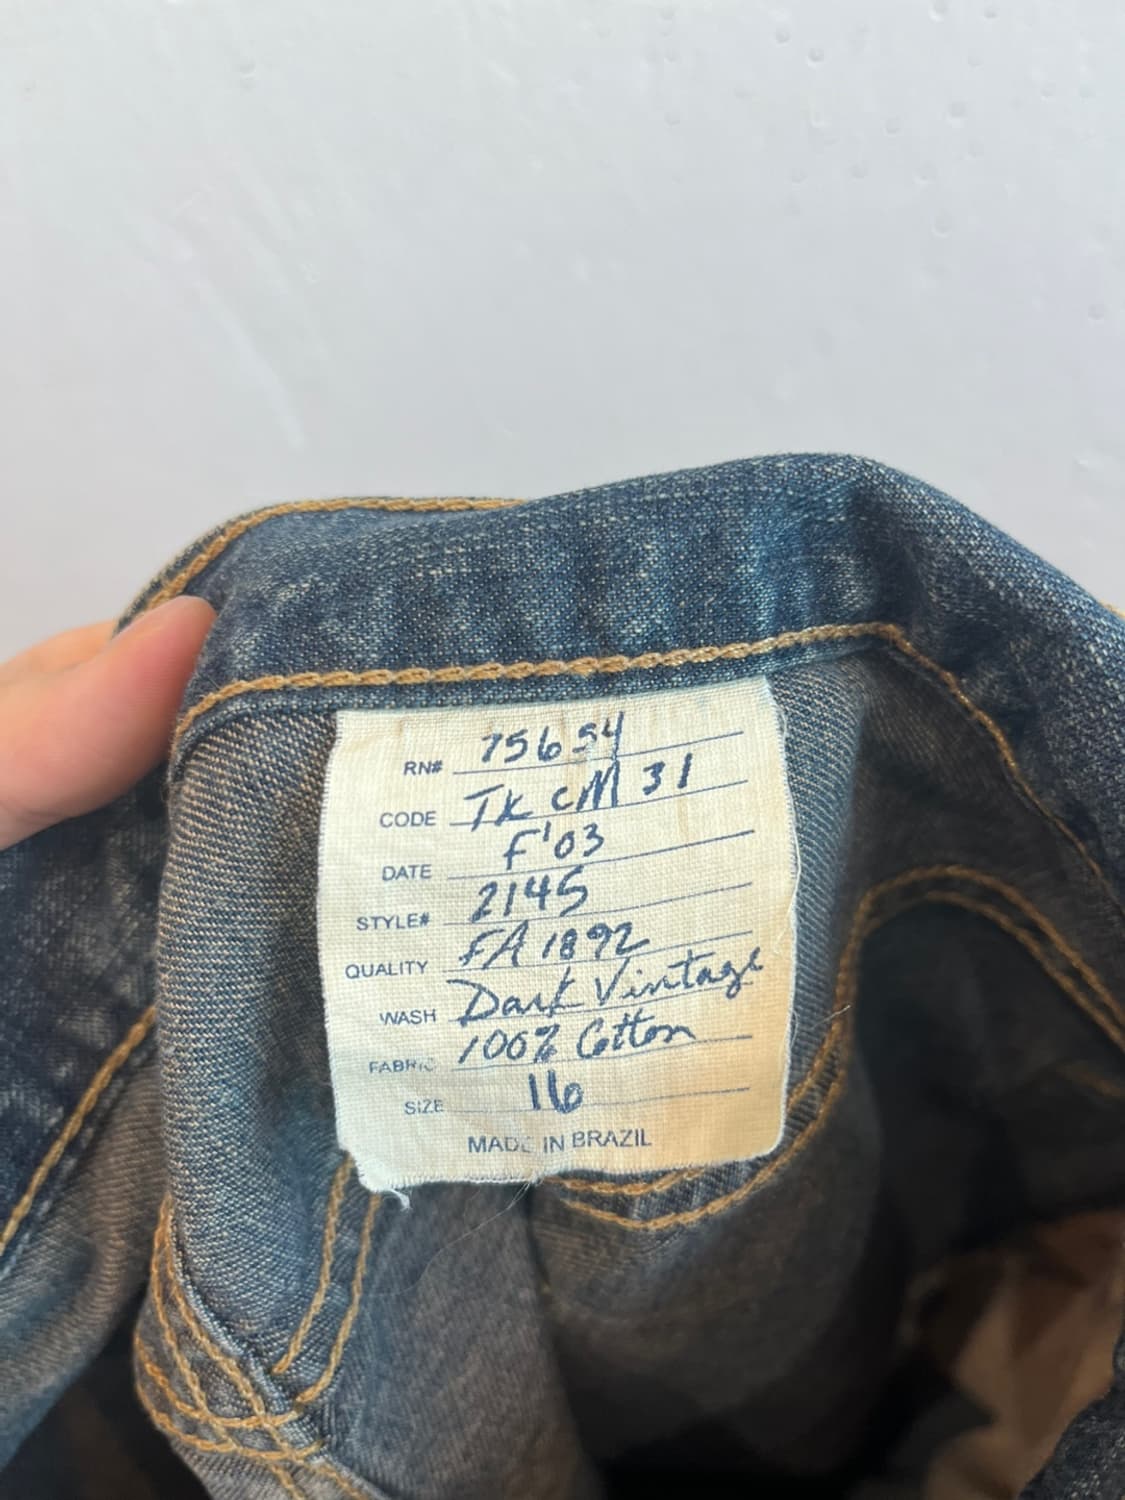 RN# 75654
CODE TK CM 31
DATE F'03
STYLE# 2145
QUALITY FA 1892
WASH Dark Vintage
FABRIC 100% Cotton
SIZE 16
MADE IN BRAZIL